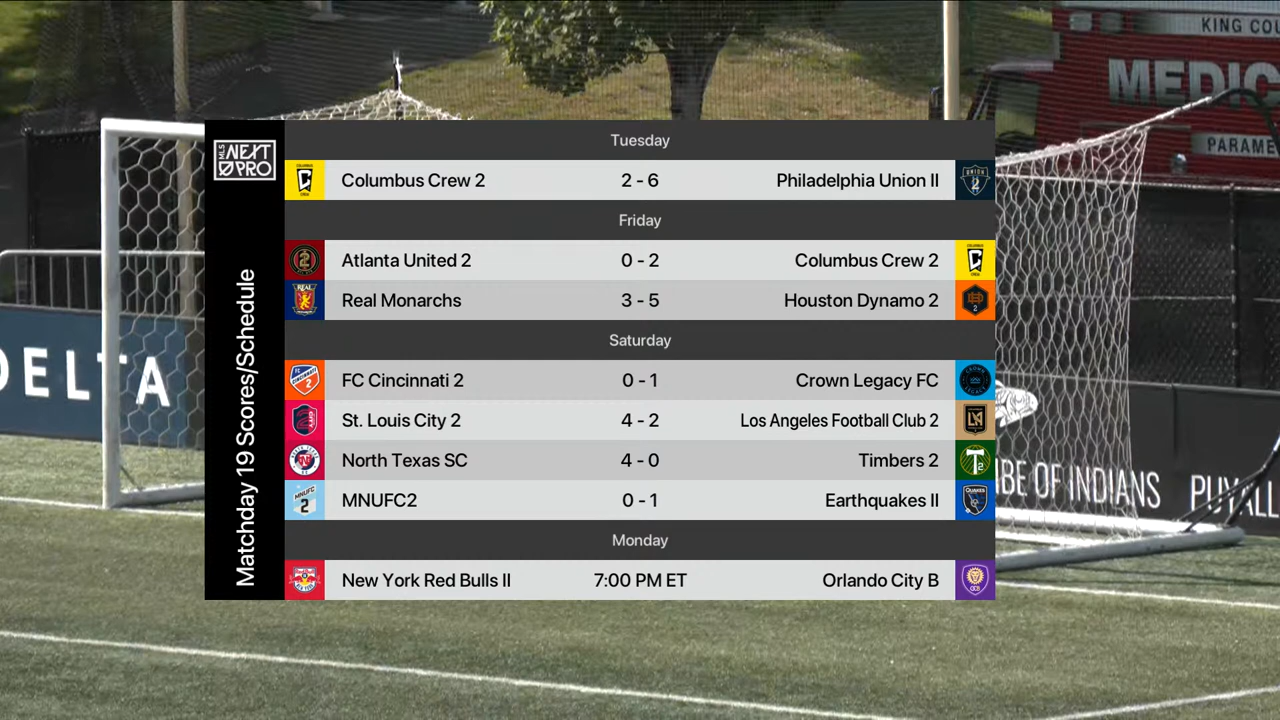 KING COU
MEDIC
PARAME
MLS
NEXT
PRO
Matchday 19 Scores/Schedule
Tuesday
Columbus Crew 2 2 - 6 Philadelphia Union II
Friday
Atlanta United 2 0 - 2 Columbus Crew 2
Real Monarchs 3 - 5 Houston Dynamo 2
Saturday
FC Cincinnati 2 0 - 1 Crown Legacy FC
St. Louis City 2 4 - 2 Los Angeles Football Club 2
North Texas SC 4 - 0 Timbers 2
MNUFC2 0 - 1 Earthquakes II
Monday
New York Red Bulls II 7:00 PM ET Orlando City B
DELTA
IBE OF INDIANS PUYALL